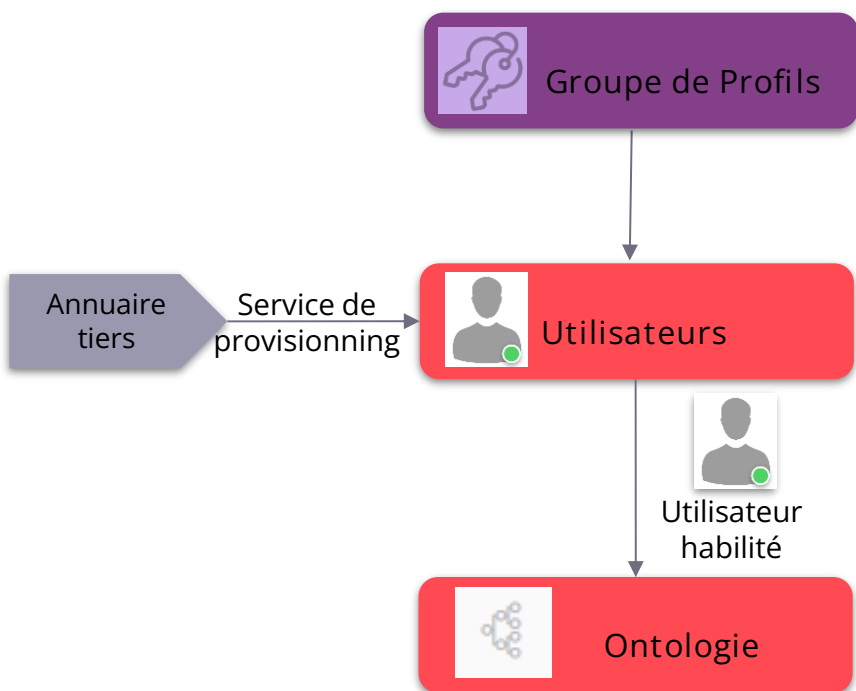 Groupe de Profils
Annuaire
tiers
Service de
provisionning
Utilisateurs
Utilisateur
habilité
Ontologie